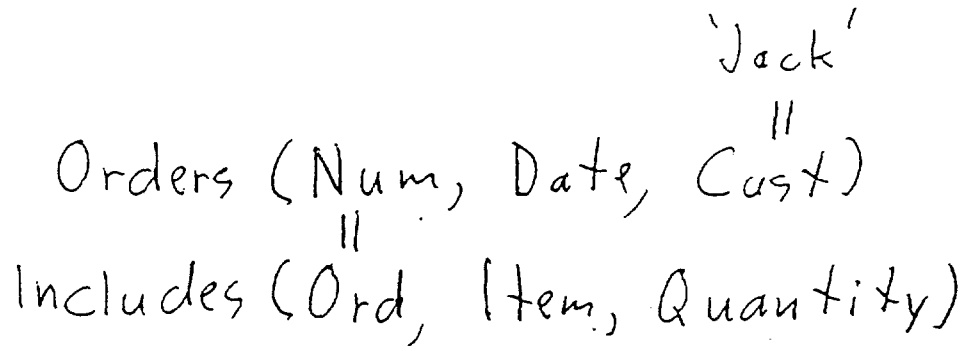 'Jack'
||
Orders (Num, Date, Cust)
||
Includes (Ord, Item, Quantity)